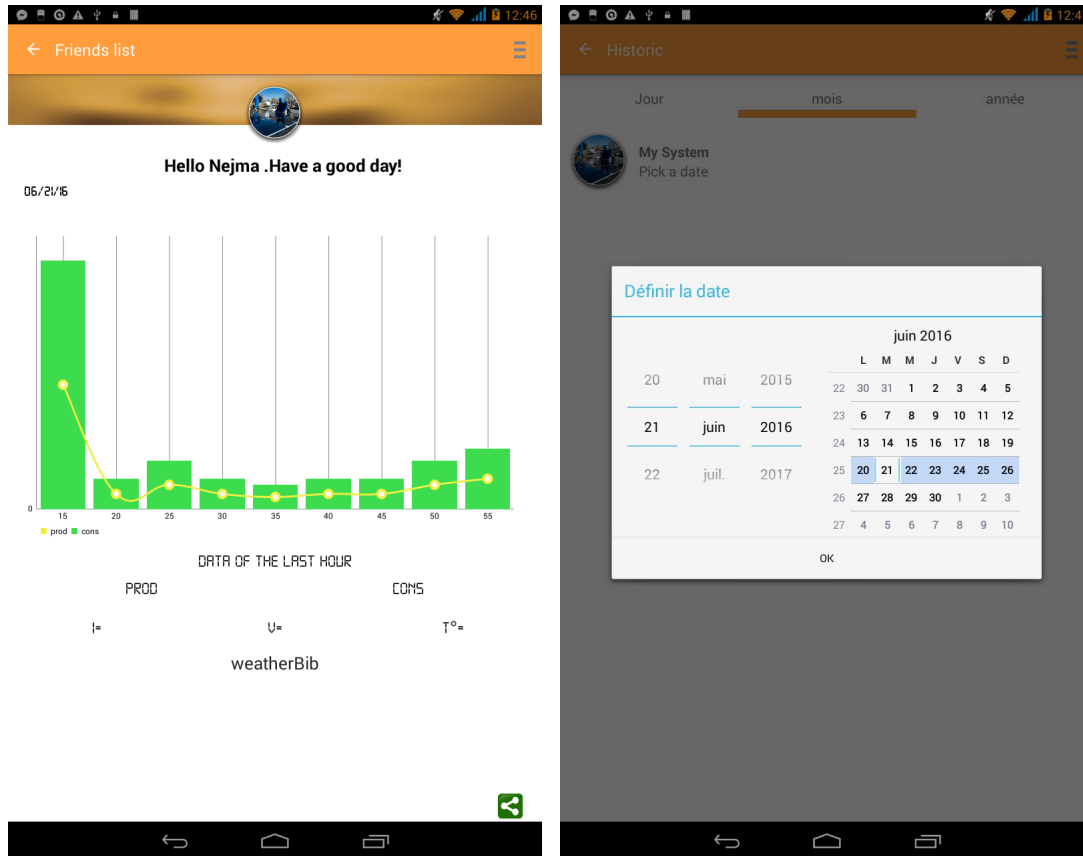 12:46
Friends list
Hello Nejma .Have a good day!
06/21/16
0
15 20 25 30 35 40 45 50 55
prod cons
DATA OF THE LAST HOUR
PROD CONS
I= V= T°=
weatherBib
12:4
Historic
Jour mois année
My System
Pick a date
Définir la date
20 mai 2015
21 juin 2016
22 juil. 2017
juin 2016
L M M J V S D
22 30 31 1 2 3 4 5
23 6 7 8 9 10 11 12
24 13 14 15 16 17 18 19
25 20 21 22 23 24 25 26
26 27 28 29 30 1 2 3
27 4 5 6 7 8 9 10
OK